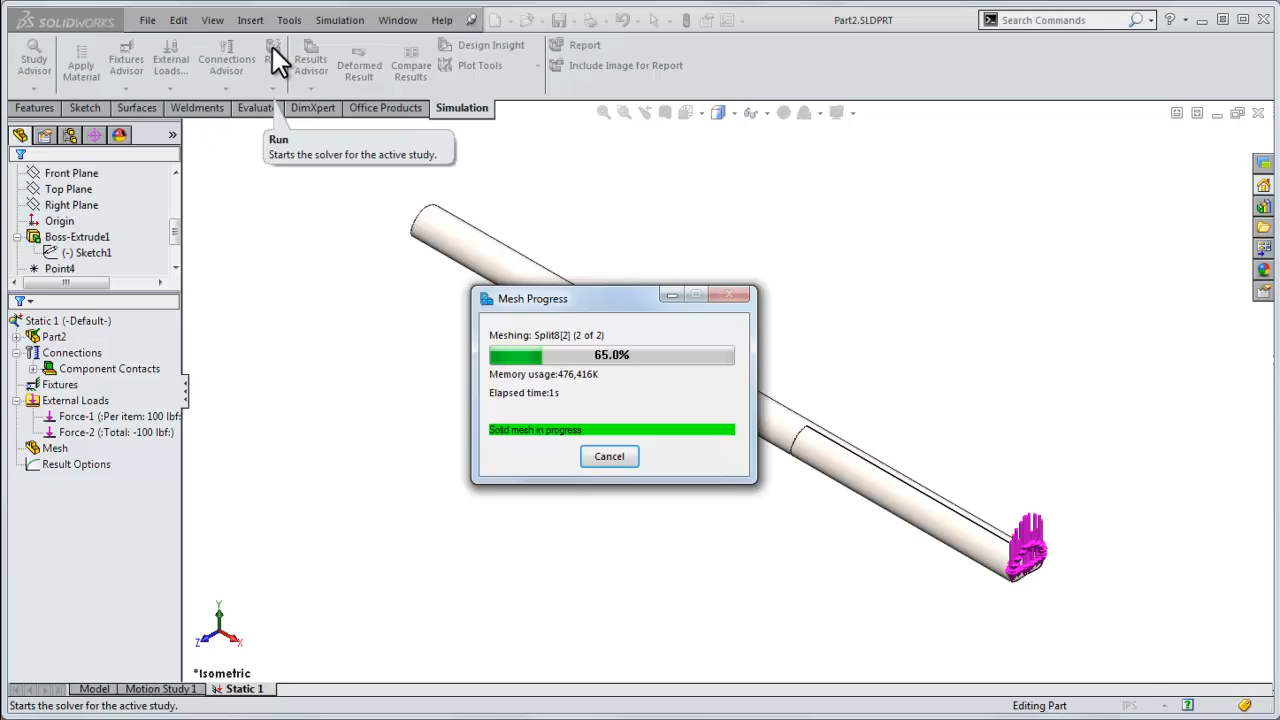 SOLIDWORKS
File Edit View Insert Tools Simulation Window Help
Part2.SLDPRT
Search Commands
Study Advisor
Apply Material
Fixtures Advisor
External Loads...
Connections Advisor
Results Advisor
Deformed Result
Compare Results
Design Insight
Plot Tools
Report
Include Image for Report
Features Sketch Surfaces Weldments Evaluate DimXpert Office Products Simulation
Run
Starts the solver for the active study.
Front Plane
Top Plane
Right Plane
Origin
Boss-Extrude1
(-) Sketch1
Point4
Static 1 (-Default-)
Part2
Connections
Component Contacts
Fixtures
External Loads
Force-1 (:Per item: 100 lbf:
Force-2 (:Total: -100 lbf:)
Mesh
Result Options
Mesh Progress
Meshing: Split8[2] (2 of 2)
65.0%
Memory usage:476,416K
Elapsed time:1s
Solid mesh in progress
Cancel
Y
Z
X
*Isometric
Model Motion Study 1 Static 1
Starts the solver for the active study.
Editing Part
IPS